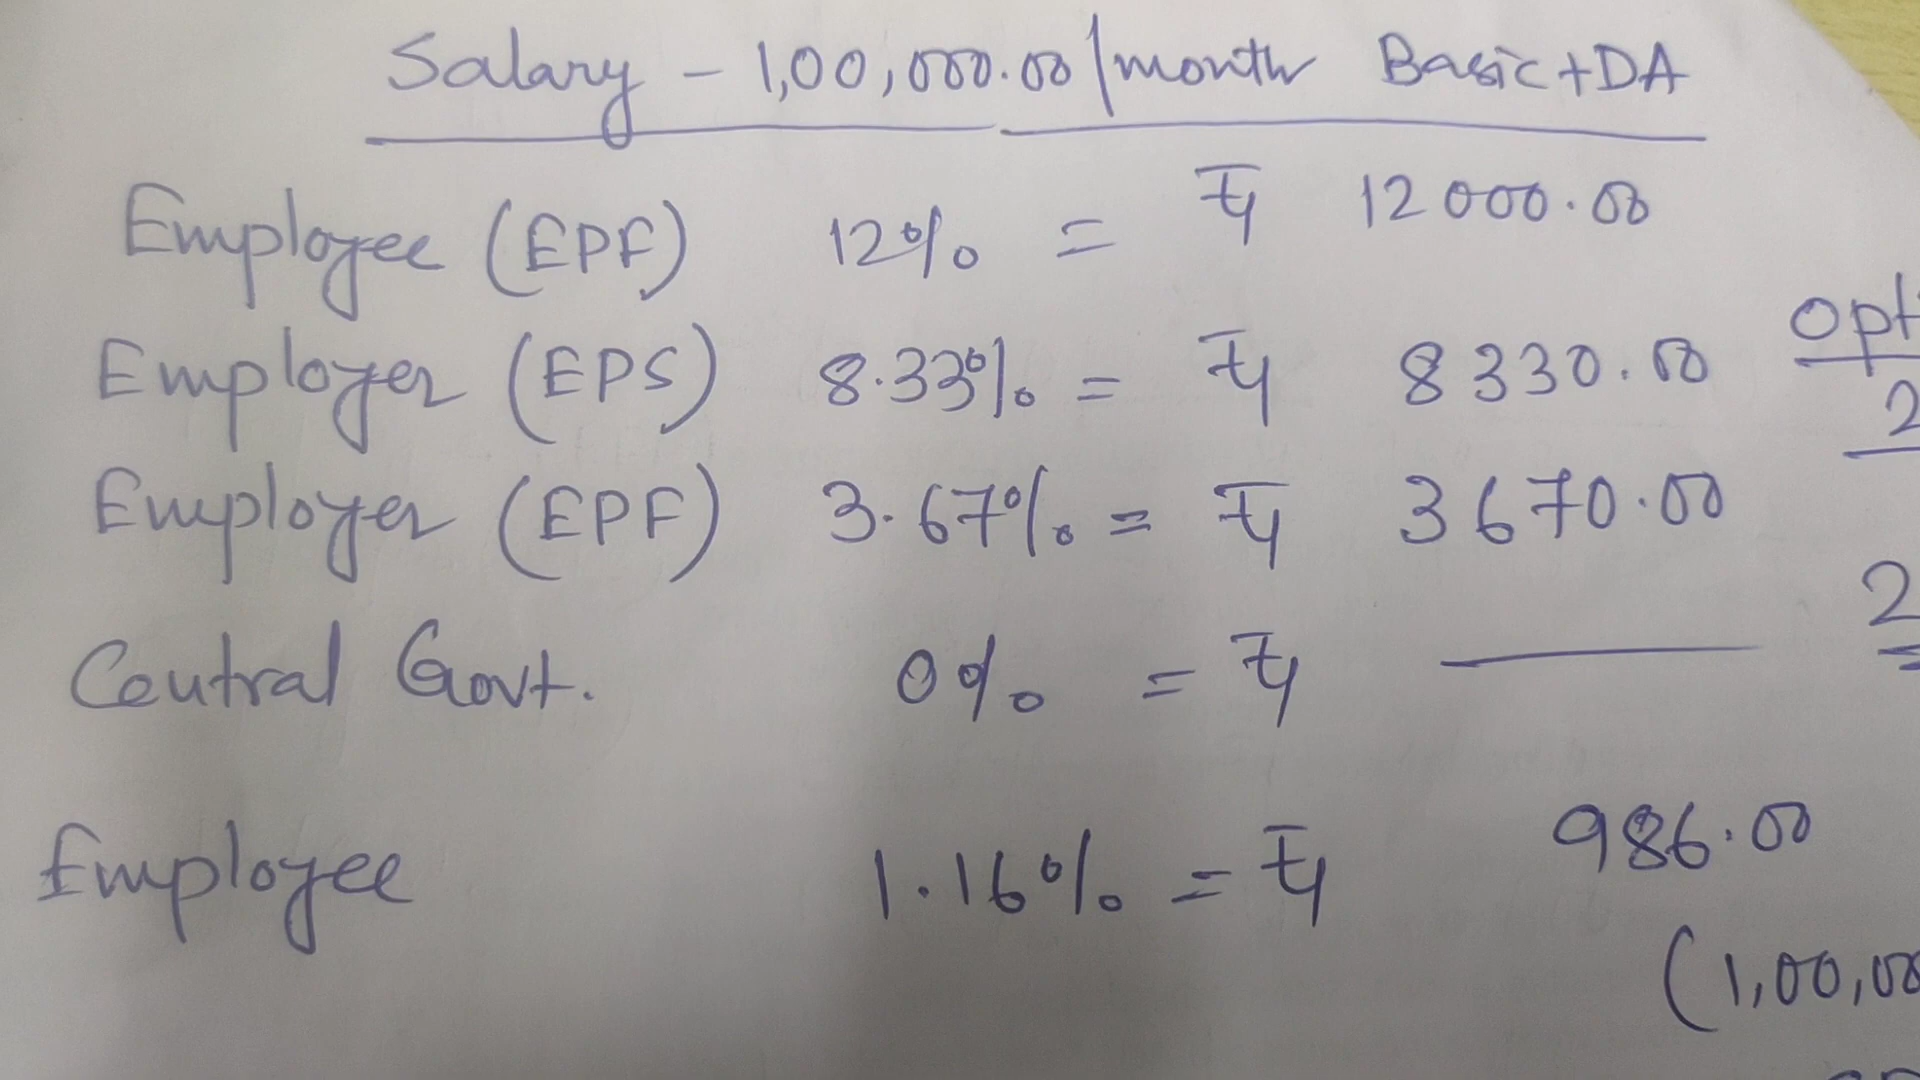 Salary - 1,00,000.00/month Basic+DA
Employee (EPF) 12% = ₹ 12000.00
Employer (EPS) 8.33% = ₹ 8330.00
Employer (EPF) 3.67% = ₹ 3670.00
Central Govt. 0% = ₹ ——
Employee 1.16% = ₹ 986.00